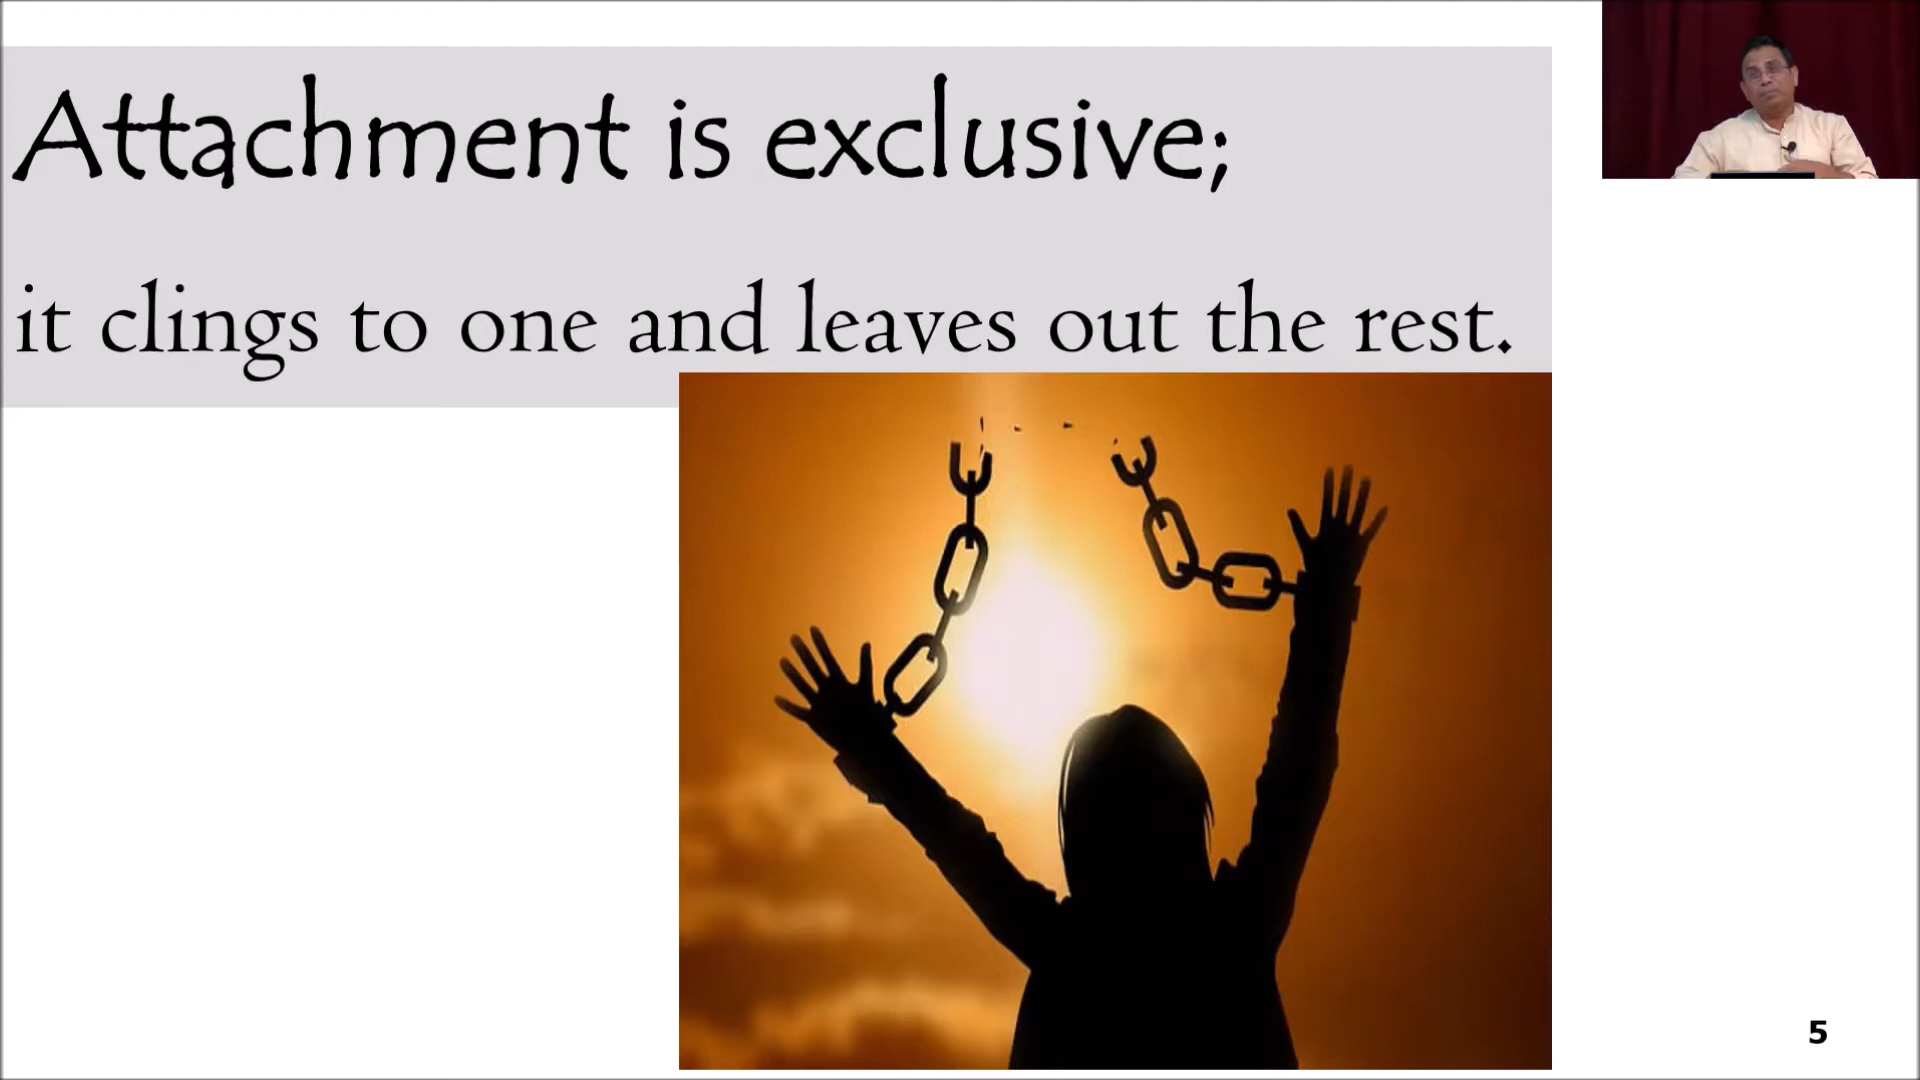 Attachment is exclusive;
it clings to one and leaves out the rest.
5